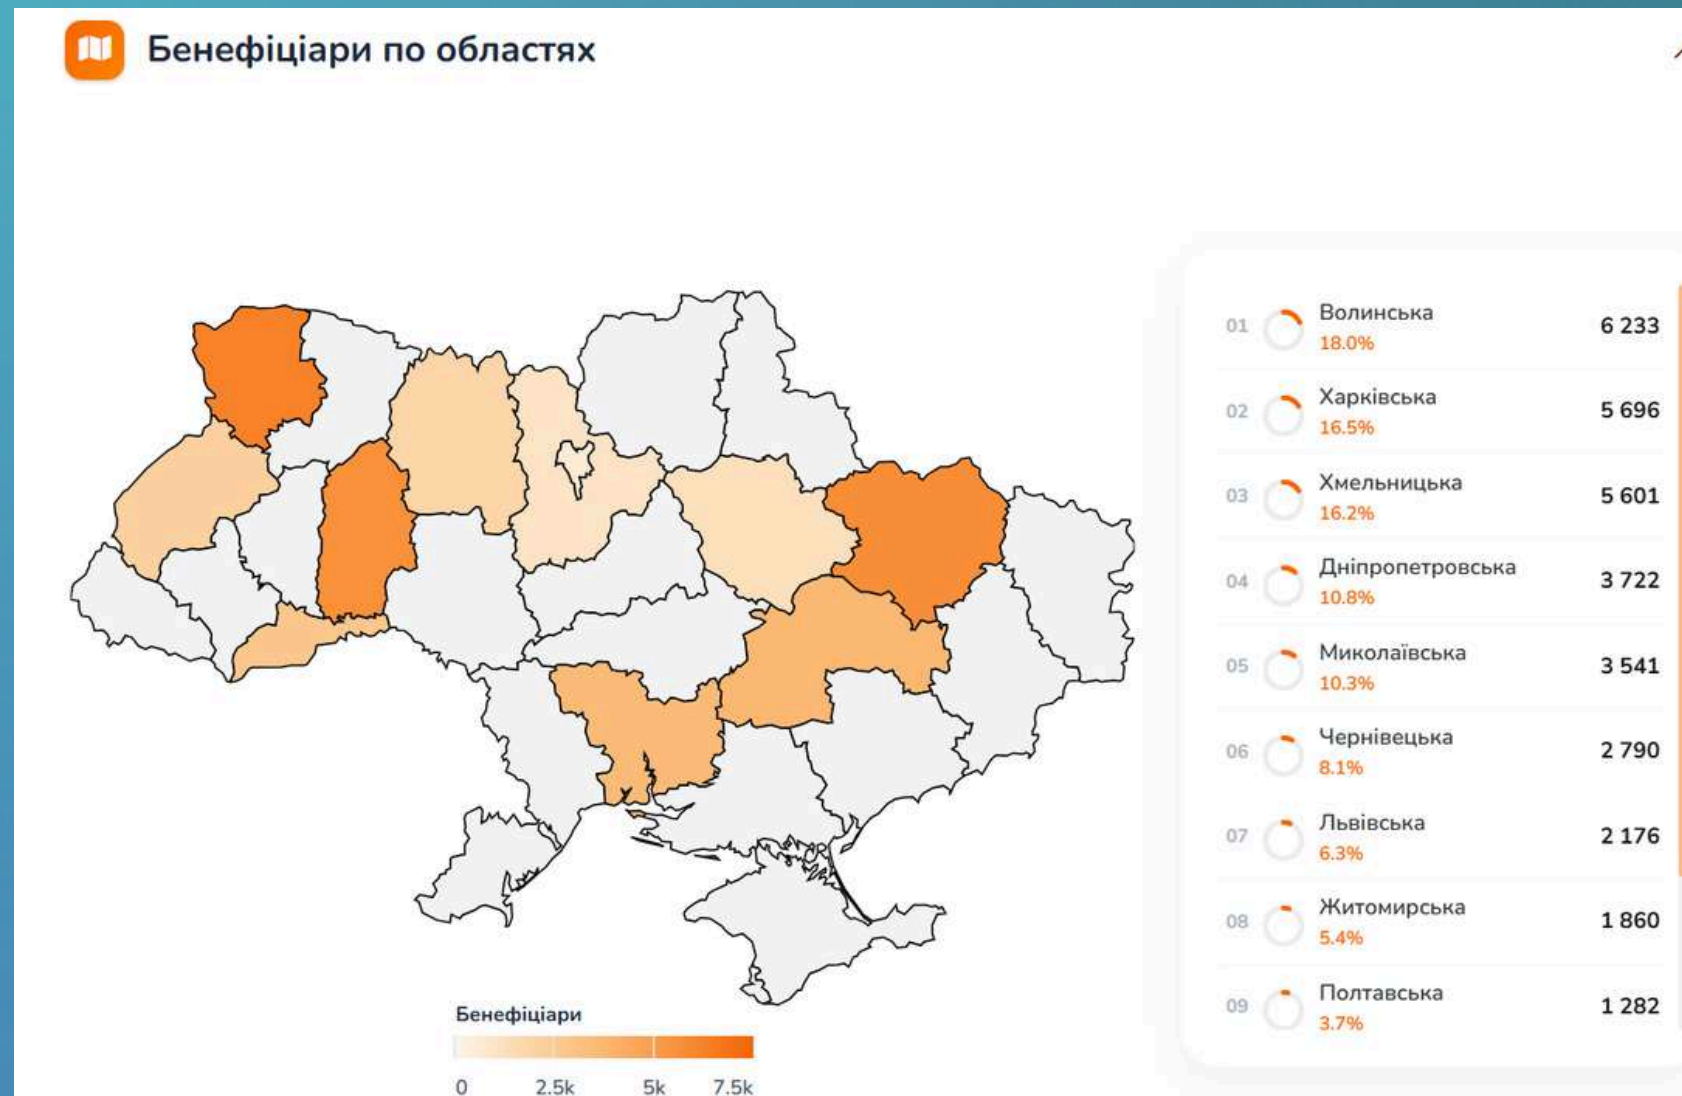 Бенефіціари по областях
01 Волинська 6 233
18.0%
02 Харківська 5 696
16.5%
03 Хмельницька 5 601
16.2%
04 Дніпропетровська 3 722
10.8%
05 Миколаївська 3 541
10.3%
06 Чернівецька 2 790
8.1%
07 Львівська 2 176
6.3%
08 Житомирська 1 860
5.4%
09 Полтавська 1 282
3.7%
Бенефіціари
0 2.5k 5k 7.5k